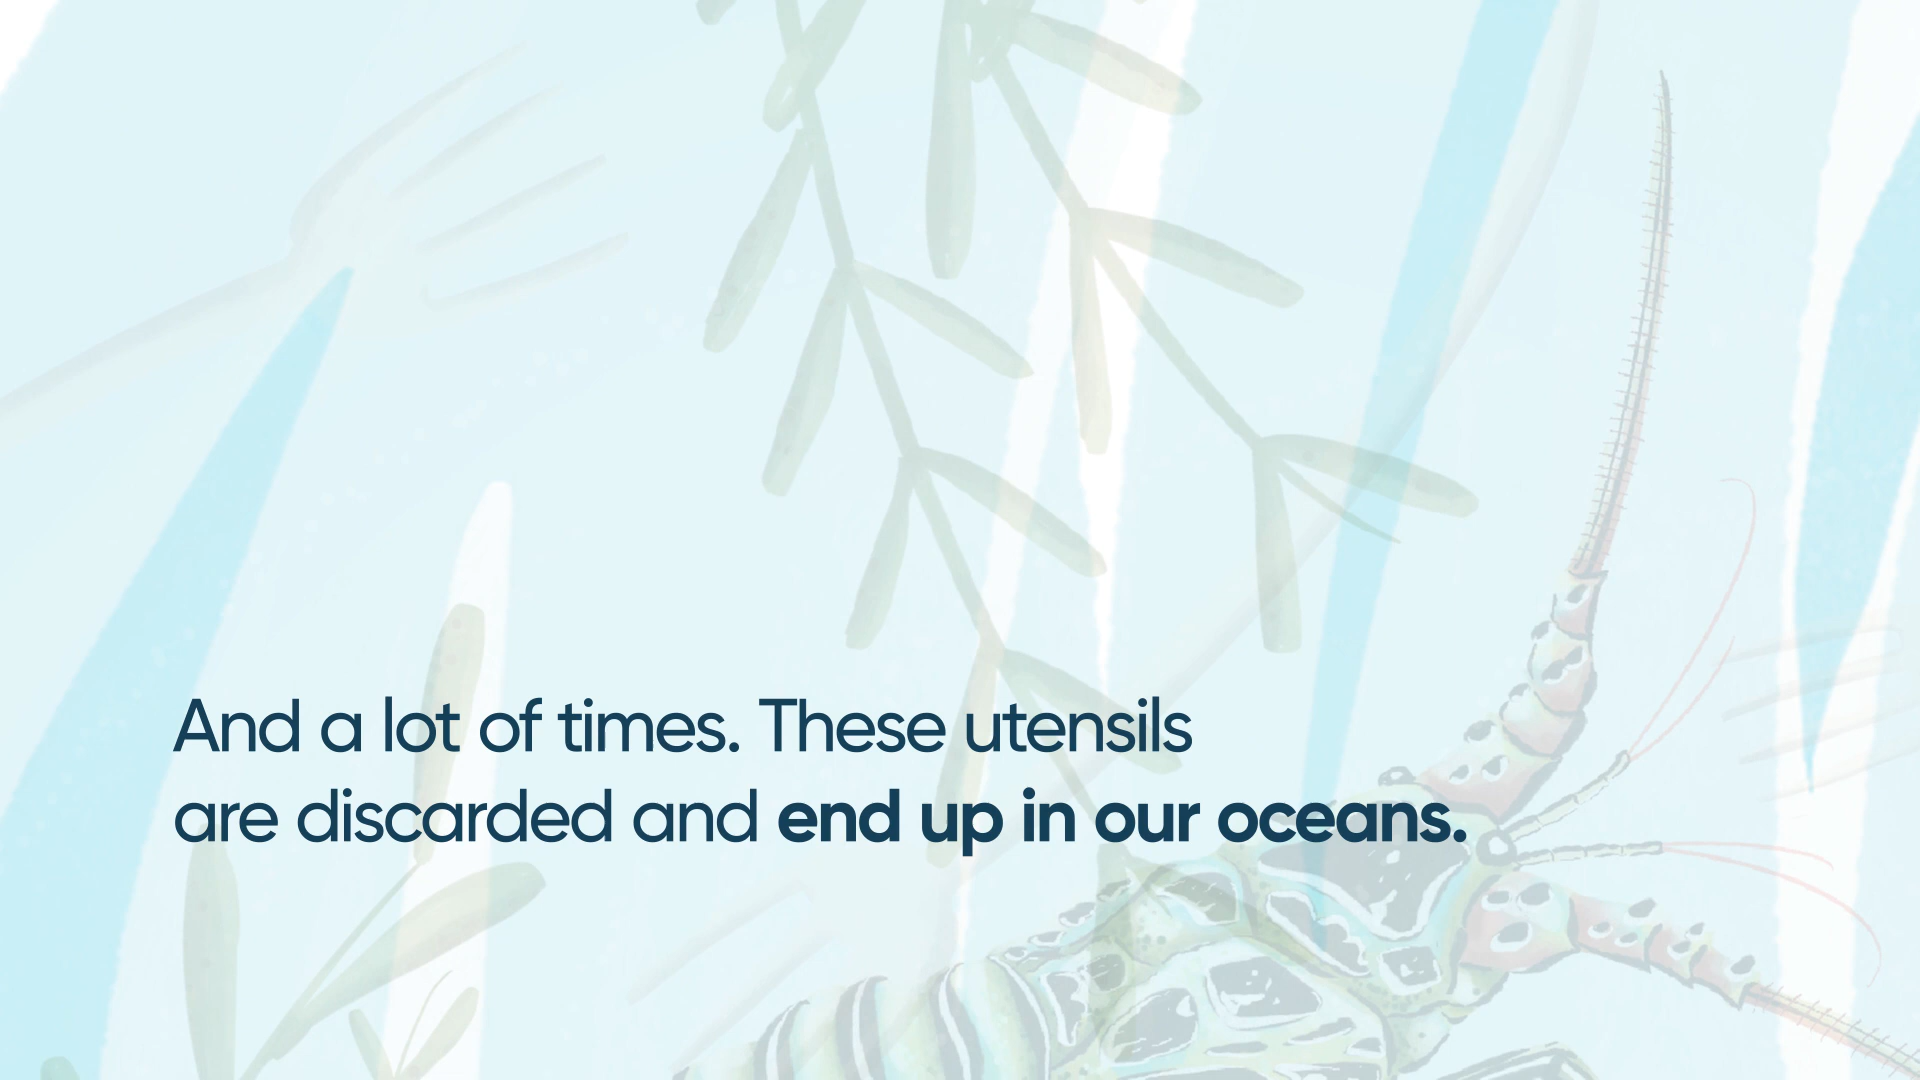 And a lot of times. These utensils
are discarded and end up in our oceans.